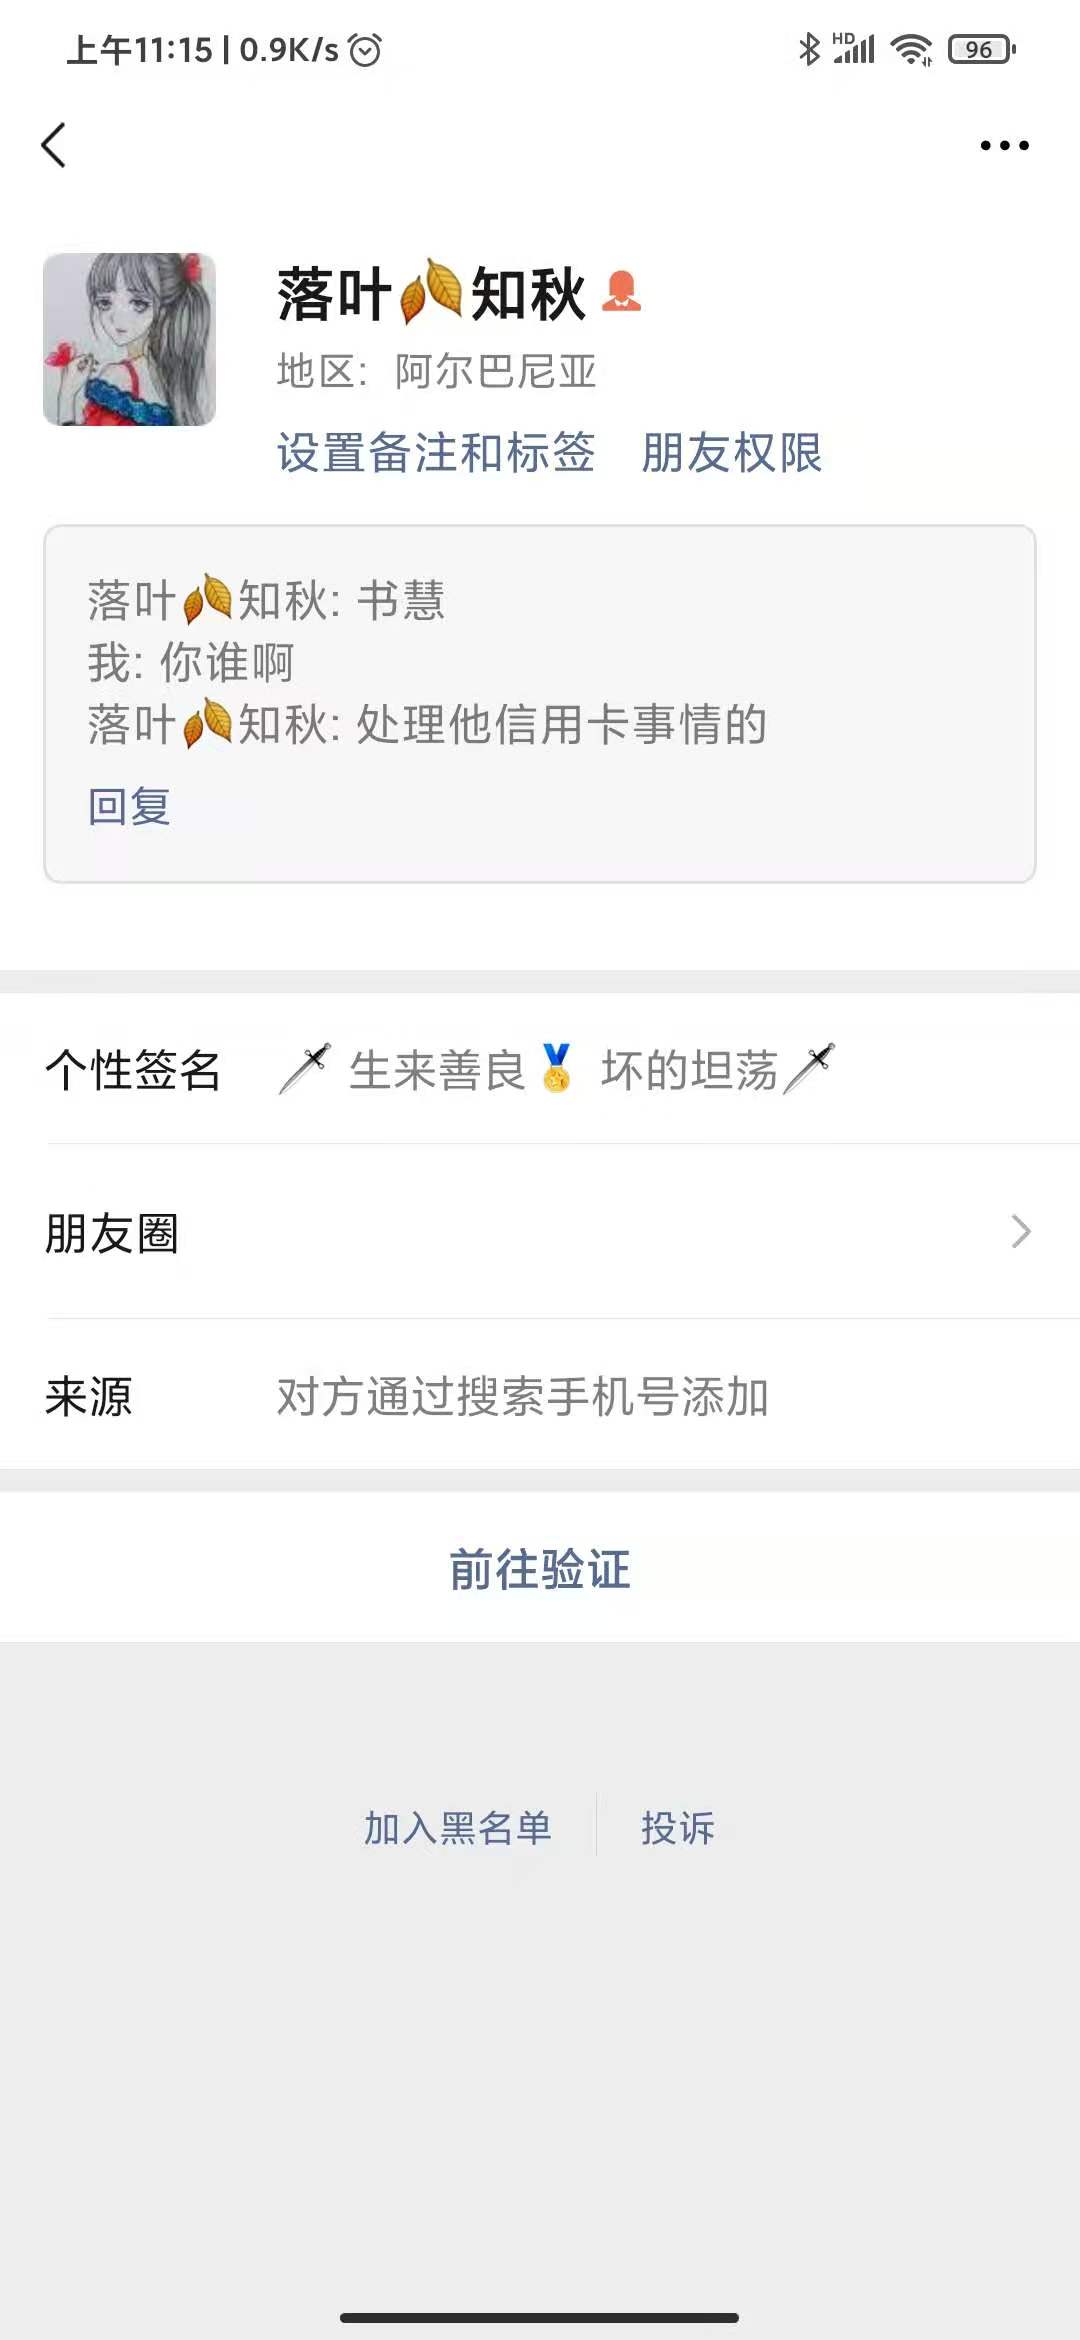 上午11:15 | 0.9K/s
HD
96
落叶🍂知秋
地区: 阿尔巴尼亚
设置备注和标签 朋友权限
落叶🍂知秋: 书慧
我: 你谁啊
落叶🍂知秋: 处理他信用卡事情的
回复
个性签名 🗡 生来善良🏅 坏的坦荡🗡
朋友圈
来源 对方通过搜索手机号添加
前往验证
加入黑名单 投诉